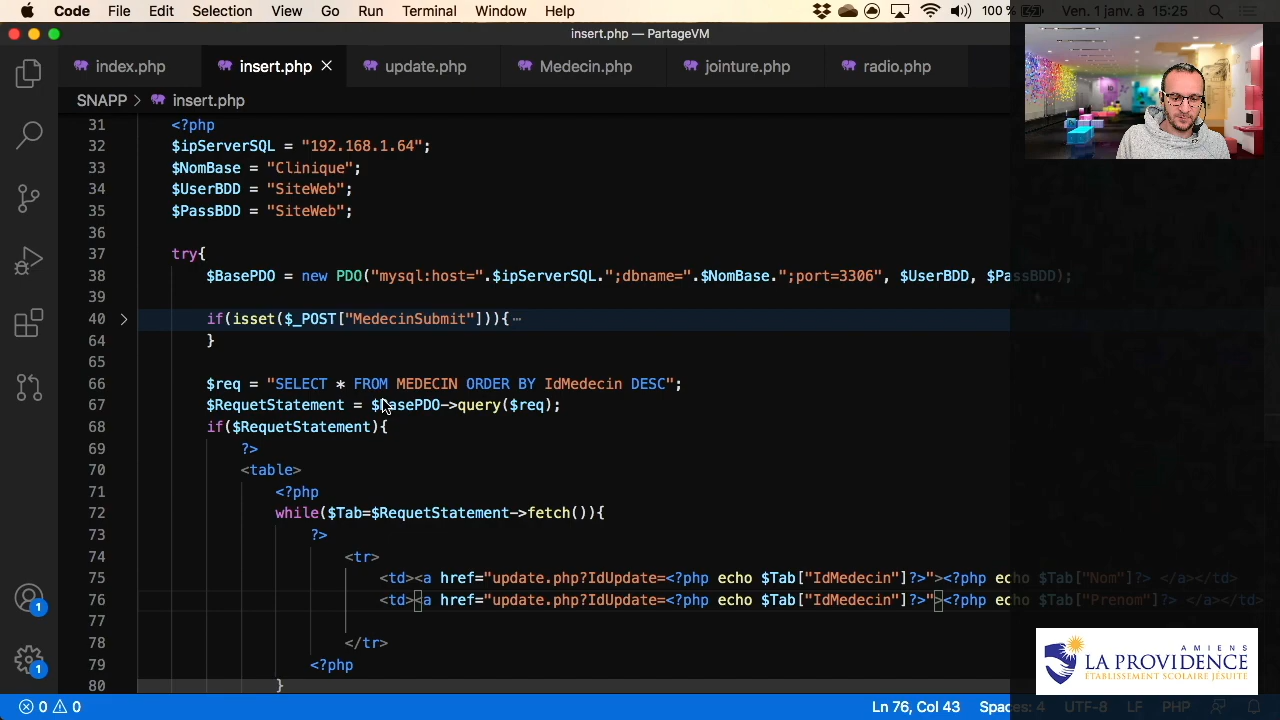 Code File Edit Selection View Go Run Terminal Window Help 100 % Ven. 1 janv. à 15:25
insert.php — PartageVM
index.php insert.php update.php Medecin.php jointure.php radio.php
SNAPP > insert.php
31 <?php
32 $ipServerSQL = "192.168.1.64";
33 $NomBase = "Clinique";
34 $UserBDD = "SiteWeb";
35 $PassBDD = "SiteWeb";
36
37 try{
38 $BasePDO = new PDO("mysql:host=".$ipServerSQL.";dbname=".$NomBase.";port=3306", $UserBDD, $PassBDD);
39
40 if(isset($_POST["MedecinSubmit"])){⋯
64 }
65
66 $req = "SELECT * FROM MEDECIN ORDER BY IdMedecin DESC";
67 $RequetStatement = $BasePDO->query($req);
68 if($RequetStatement){
69 ?>
70 <table>
71 <?php
72 while($Tab=$RequetStatement->fetch()){
73 ?>
74 <tr>
75 <td><a href="update.php?IdUpdate=<?php echo $Tab["IdMedecin"]?>"><?php echo $Tab["Nom"]?> </a></td>
76 <td><a href="update.php?IdUpdate=<?php echo $Tab["IdMedecin"]?>"><?php echo $Tab["Prenom"]?> </a></td>
77
78 </tr>
79 <?php
80 }
1
1
AMIENS
LA PROVIDENCE
ÉTABLISSEMENT SCOLAIRE JÉSUITE
0 0 Ln 76, Col 43 Spaces: 4 UTF-8 LF PHP